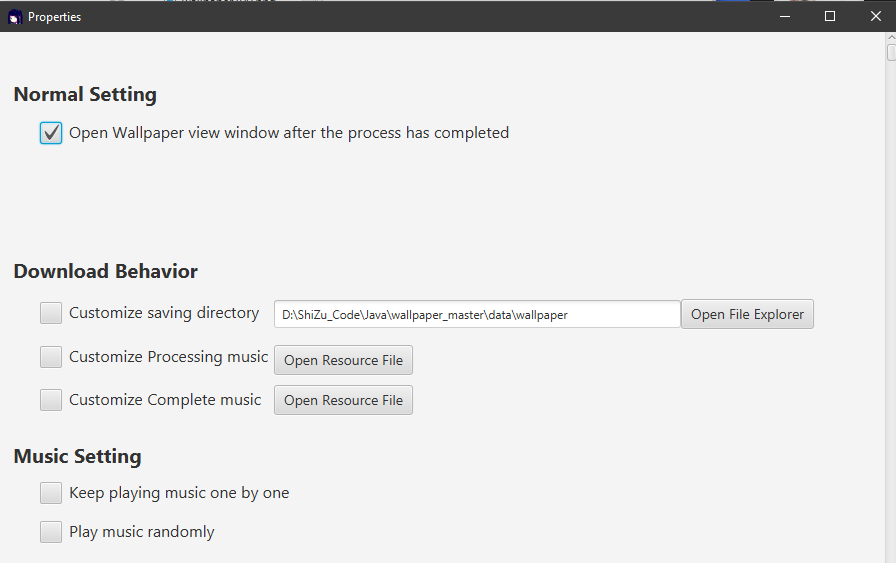 Properties
Normal Setting
Open Wallpaper view window after the process has completed
Download Behavior
Customize saving directory D:\ShiZu_Code\Java\wallpaper_master\data\wallpaper Open File Explorer
Customize Processing music Open Resource File
Customize Complete music Open Resource File
Music Setting
Keep playing music one by one
Play music randomly